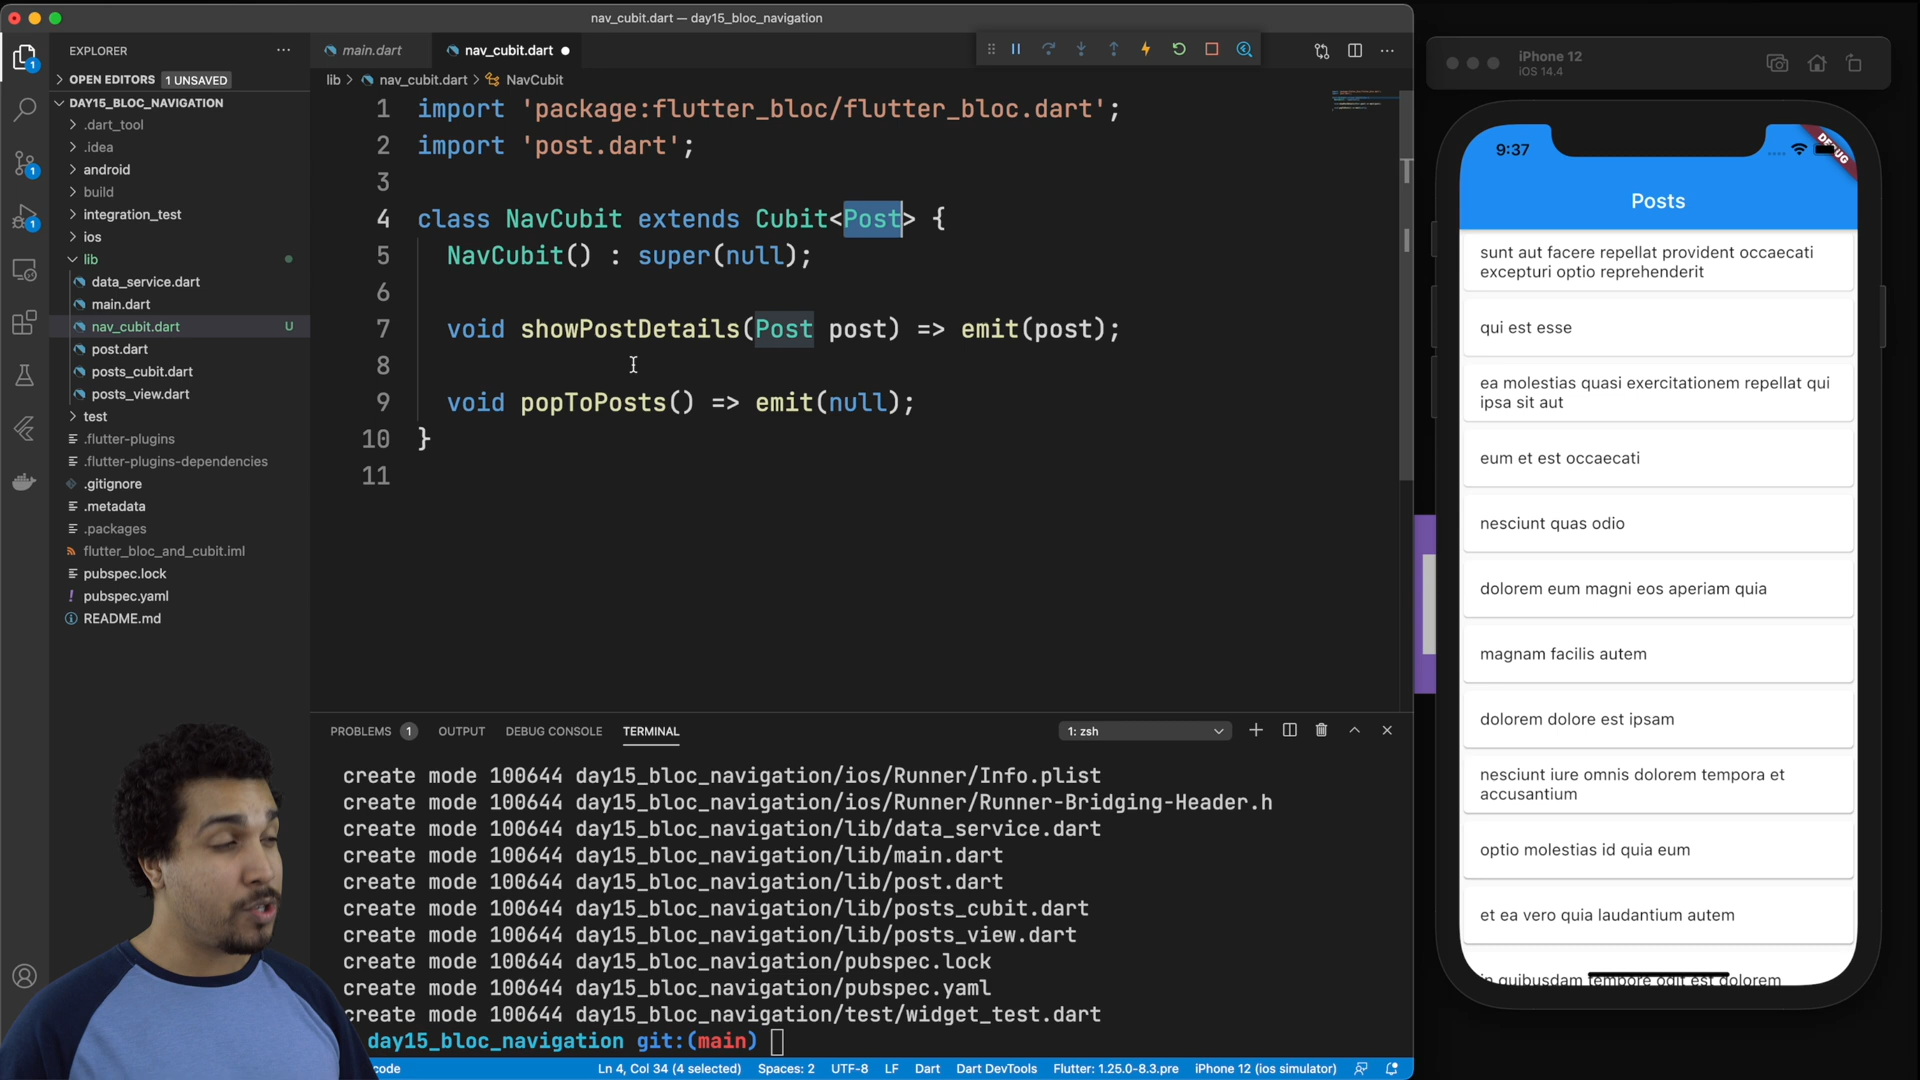 nav_cubit.dart — day15_bloc_navigation
EXPLORER
OPEN EDITORS 1 UNSAVED
DAY15_BLOC_NAVIGATION
.dart_tool
.idea
android
build
integration_test
ios
lib
data_service.dart
main.dart
nav_cubit.dart U
post.dart
posts_cubit.dart
posts_view.dart
test
.flutter-plugins
.flutter-plugins-dependencies
.gitignore
.metadata
.packages
flutter_bloc_and_cubit.iml
pubspec.lock
pubspec.yaml
README.md
1
1
1
main.dart
nav_cubit.dart
lib > nav_cubit.dart > NavCubit
1 import 'package:flutter_bloc/flutter_bloc.dart';
2 import 'post.dart';
3
4 class NavCubit extends Cubit<Post> {
5 NavCubit() : super(null);
6
7 void showPostDetails(Post post) => emit(post);
8
9 void popToPosts() => emit(null);
10 }
11
PROBLEMS 1 OUTPUT DEBUG CONSOLE TERMINAL
1: zsh
create mode 100644 day15_bloc_navigation/ios/Runner/Info.plist
create mode 100644 day15_bloc_navigation/ios/Runner/Runner-Bridging-Header.h
create mode 100644 day15_bloc_navigation/lib/data_service.dart
create mode 100644 day15_bloc_navigation/lib/main.dart
create mode 100644 day15_bloc_navigation/lib/post.dart
create mode 100644 day15_bloc_navigation/lib/posts_cubit.dart
create mode 100644 day15_bloc_navigation/lib/posts_view.dart
create mode 100644 day15_bloc_navigation/pubspec.lock
create mode 100644 day15_bloc_navigation/pubspec.yaml
create mode 100644 day15_bloc_navigation/test/widget_test.dart
day15_bloc_navigation git:(main)
code
Ln 4, Col 34 (4 selected) Spaces: 2 UTF-8 LF Dart Dart DevTools Flutter: 1.25.0-8.3.pre iPhone 12 (ios simulator)
iPhone 12
iOS 14.4
9:37
DEBUG
Posts
sunt aut facere repellat provident occaecati
excepturi optio reprehenderit
qui est esse
ea molestias quasi exercitationem repellat qui
ipsa sit aut
eum et est occaecati
nesciunt quas odio
dolorem eum magni eos aperiam quia
magnam facilis autem
dolorem dolore est ipsam
nesciunt iure omnis dolorem tempora et
accusantium
optio molestias id quia eum
et ea vero quia laudantium autem
in quibusdam tempore odit est dolorem